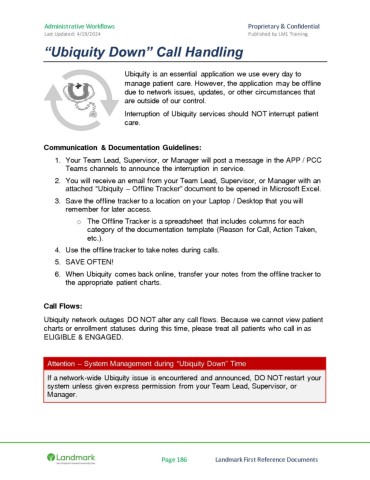 Administrative Workflows Proprietary & Confidential
Last Updated: 4/19/2024 Published by LMS Training
“Ubiquity Down” Call Handling
Ubiquity is an essential application we use every day to
manage patient care. However, the application may be offline
due to network issues, updates, or other circumstances that
are outside of our control.
Interruption of Ubiquity services should NOT interrupt patient
care.
Communication & Documentation Guidelines:
1. Your Team Lead, Supervisor, or Manager will post a message in the APP / PCC
Teams channels to announce the interruption in service.
2. You will receive an email from your Team Lead, Supervisor, or Manager with an
attached “Ubiquity – Offline Tracker” document to be opened in Microsoft Excel.
3. Save the offline tracker to a location on your Laptop / Desktop that you will
remember for later access.
o The Offline Tracker is a spreadsheet that includes columns for each
category of the documentation template (Reason for Call, Action Taken,
etc.).
4. Use the offline tracker to take notes during calls.
5. SAVE OFTEN!
6. When Ubiquity comes back online, transfer your notes from the offline tracker to
the appropriate patient charts.
Call Flows:
Ubiquity network outages DO NOT alter any call flows. Because we cannot view patient
charts or enrollment statuses during this time, please treat all patients who call in as
ELIGIBLE & ENGAGED.
Attention – System Management during “Ubiquity Down” Time
If a network-wide Ubiquity issue is encountered and announced, DO NOT restart your
system unless given express permission from your Team Lead, Supervisor, or
Manager.
Landmark Page 186 Landmark First Reference Documents